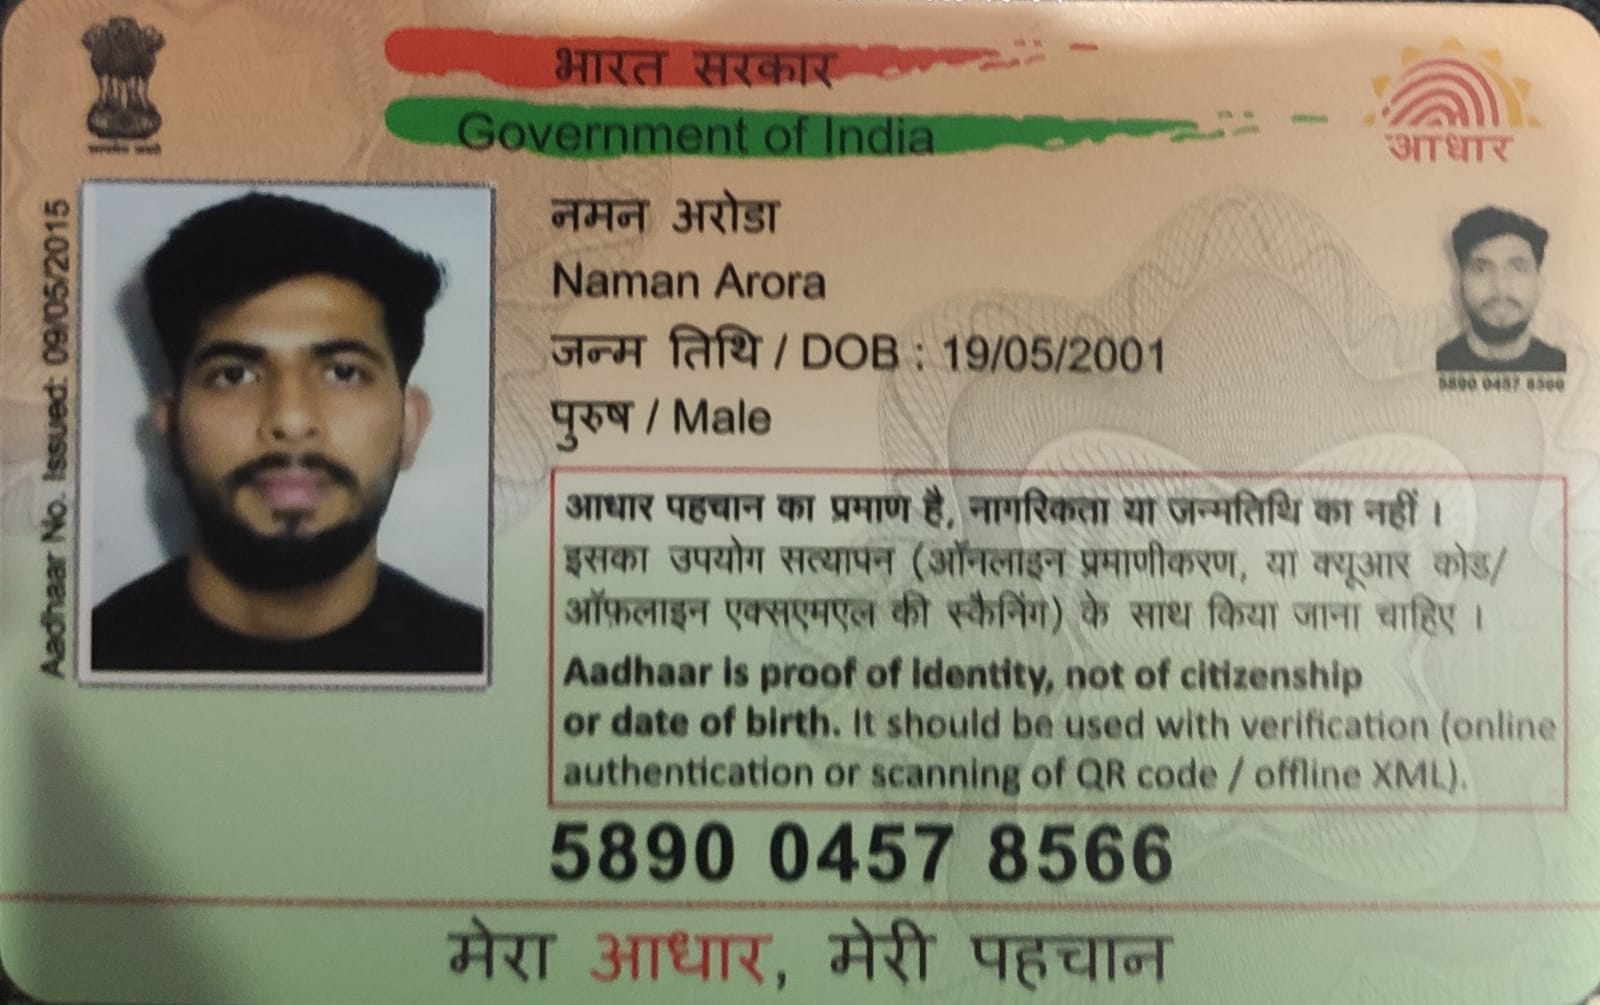 भारत सरकार
Government of India
आधार
Aadhaar No. Issued: 09/05/2015
नमन अरोडा
Naman Arora
जन्म तिथि / DOB : 19/05/2001
पुरुष / Male
5890 0457 8566
आधार पहचान का प्रमाण है, नागरिकता या जन्मतिथि का नहीं ।
इसका उपयोग सत्यापन (ऑनलाइन प्रमाणीकरण, या क्यूआर कोड/
ऑफ़लाइन एक्सएमएल की स्कैनिंग) के साथ किया जाना चाहिए ।
Aadhaar is proof of identity, not of citizenship
or date of birth. It should be used with verification (online
authentication or scanning of QR code / offline XML).
5890 0457 8566
मेरा आधार, मेरी पहचान